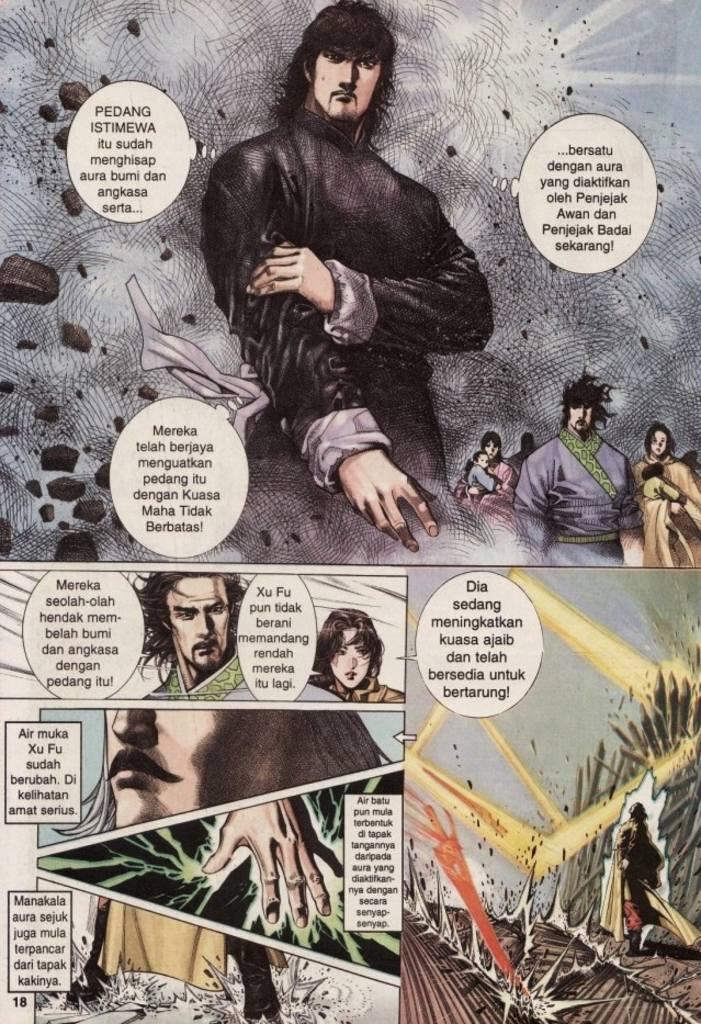 PEDANG
ISTIMEWA
itu sudah
menghisap
aura bumi dan
angkasa
serta...
...bersatu
dengan aura
yang diaktifkan
oleh Penjejak
Awan dan
Penjejak Badai
sekarang!
Mereka
telah berjaya
menguatkan
pedang itu
dengan Kuasa
Maha Tidak
Berbatas!
Mereka
seolah-olah
hendak mem-
belah bumi
dan angkasa
dengan
pedang itu!
Xu Fu
pun tidak
berani
memandang
rendah
mereka
itu lagi.
Dia
sedang
meningkatkan
kuasa ajaib
dan telah
bersedia untuk
bertarung!
Air muka
Xu Fu
sudah
berubah. Di
kelihatan
amat serius.
Air batu
pun mula
terbentuk
di tapak
tangannya
daripada
aura yang
diaktifkan-
nya dengan
secara
senyap-
senyap.
Manakala
aura sejuk
juga mula
terpancar
dari tapak
kakinya.
18